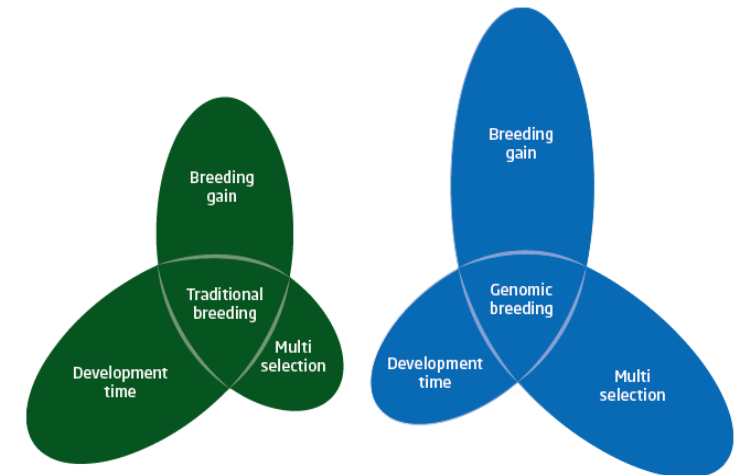 Breeding
gain
Traditional
breeding
Multi
selection
Development
time
Breeding
gain
Genomic
breeding
Development
time
Multi
selection